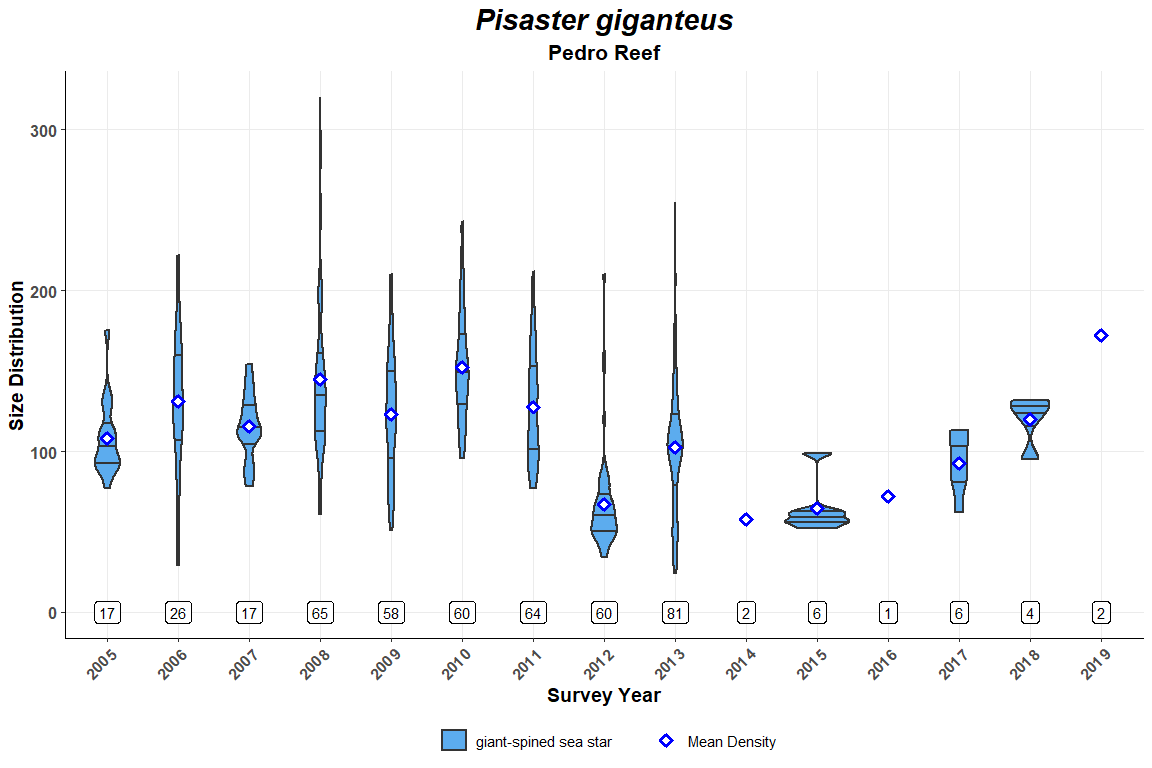 Pisaster giganteus
Pedro Reef
Size Distribution
300
200
100
0
17 26 17 65 58 60 64 60 81 2 6 1 6 4 2
2005 2006 2007 2008 2009 2010 2011 2012 2013 2014 2015 2016 2017 2018 2019
Survey Year
giant-spined sea star Mean Density